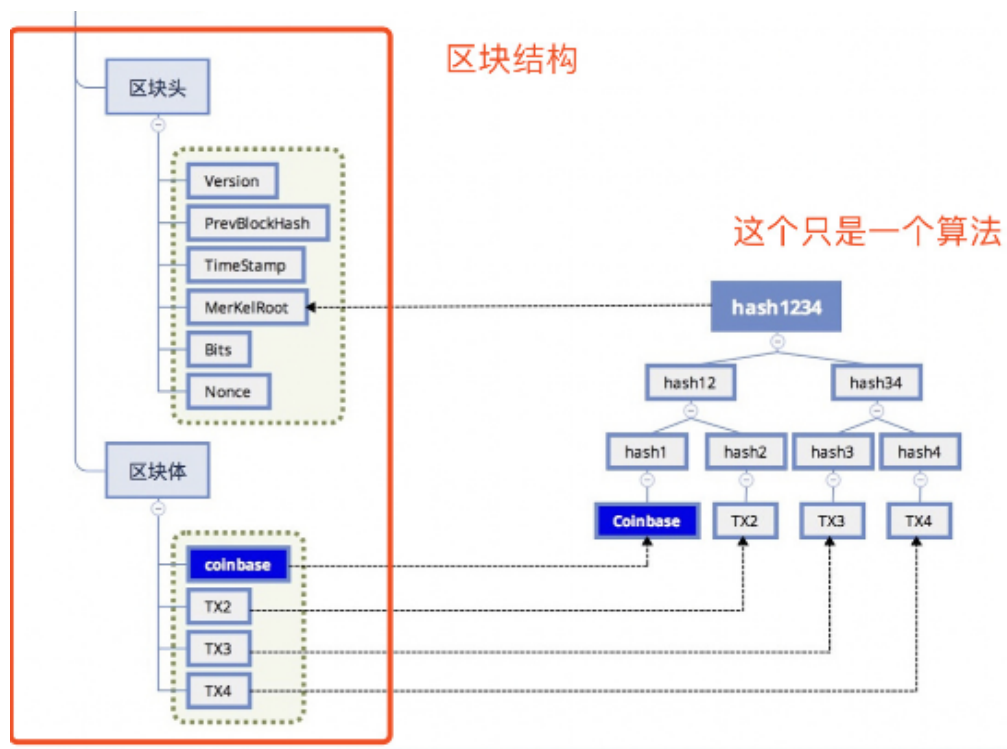 区块结构
区块头
Version
PrevBlockHash
TimeStamp
MerKelRoot
Bits
Nonce
区块体
coinbase
TX2
TX3
TX4
这个只是一个算法
hash1234
hash12 hash34
hash1 hash2 hash3 hash4
Coinbase TX2 TX3 TX4